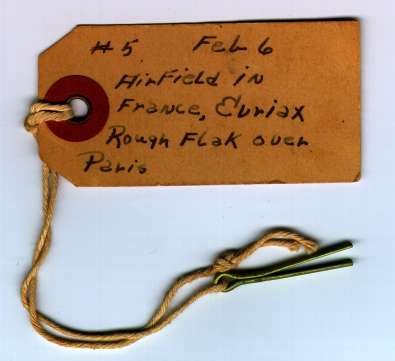 #5 Feb 6
Airfield in
France, Evriax
Rough Flak over
Paris